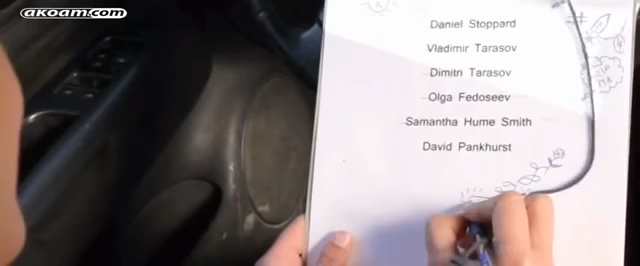 akoam.com
Daniel Stoppard
Vladimir Tarasov
Dimitri Tarasov
Olga Fedoseev
Samantha Hume Smith
David Pankhurst